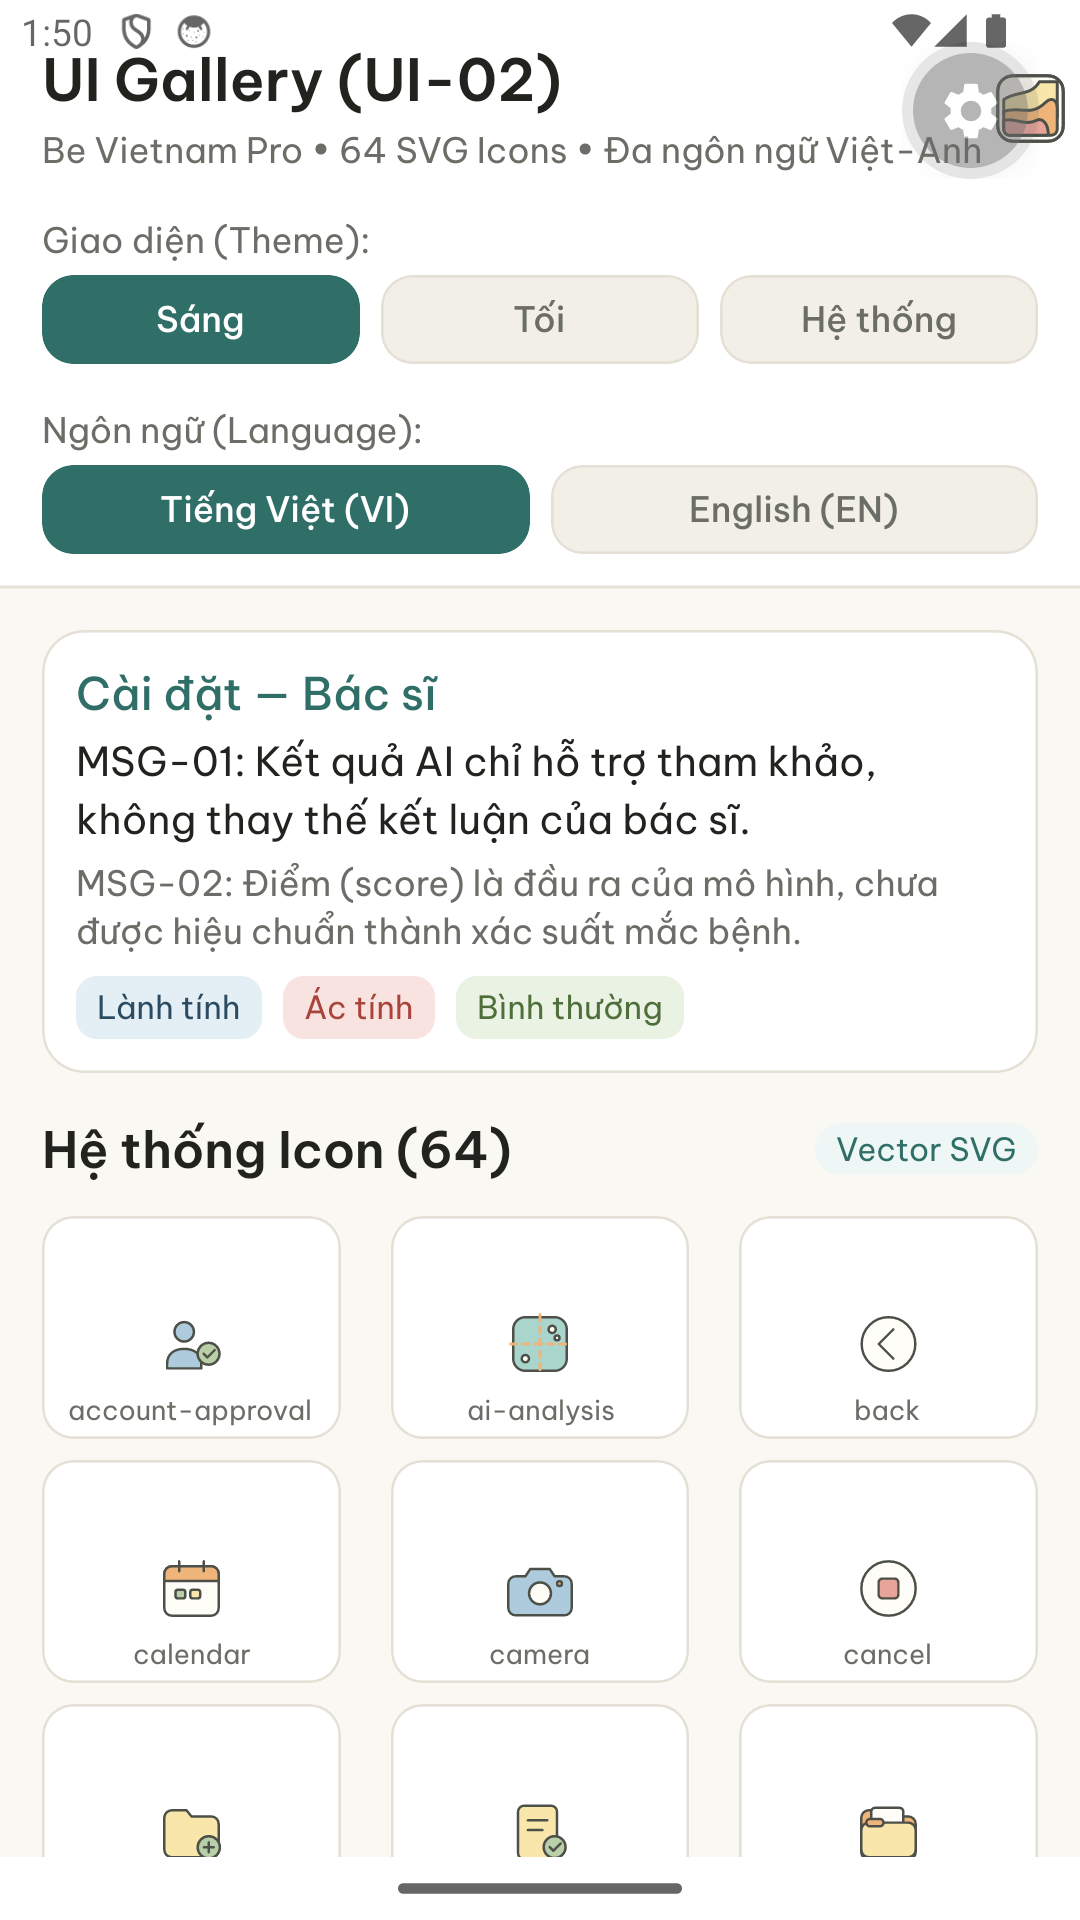 1:50
UI Gallery (UI-02)
Be Vietnam Pro • 64 SVG Icons • Đa ngôn ngữ Việt-Anh
Giao diện (Theme):
Sáng
Tối
Hệ thống
Ngôn ngữ (Language):
Tiếng Việt (VI)
English (EN)
Cài đặt — Bác sĩ
MSG-01: Kết quả AI chỉ hỗ trợ tham khảo,
không thay thế kết luận của bác sĩ.
MSG-02: Điểm (score) là đầu ra của mô hình, chưa
được hiệu chuẩn thành xác suất mắc bệnh.
Lành tính
Ác tính
Bình thường
Hệ thống Icon (64)
Vector SVG
account-approval
ai-analysis
back
calendar
camera
cancel